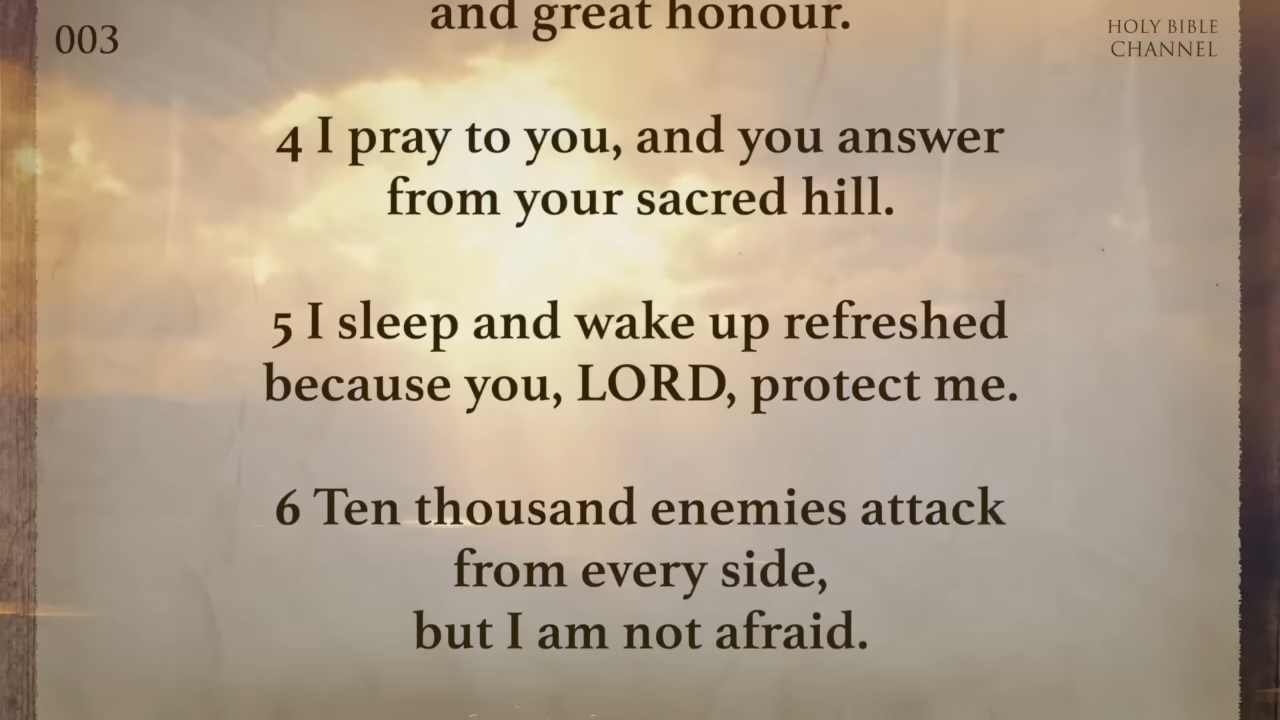 and great honour.
003
HOLY BIBLE
CHANNEL
4 I pray to you, and you answer
from your sacred hill.
5 I sleep and wake up refreshed
because you, LORD, protect me.
6 Ten thousand enemies attack
from every side,
but I am not afraid.